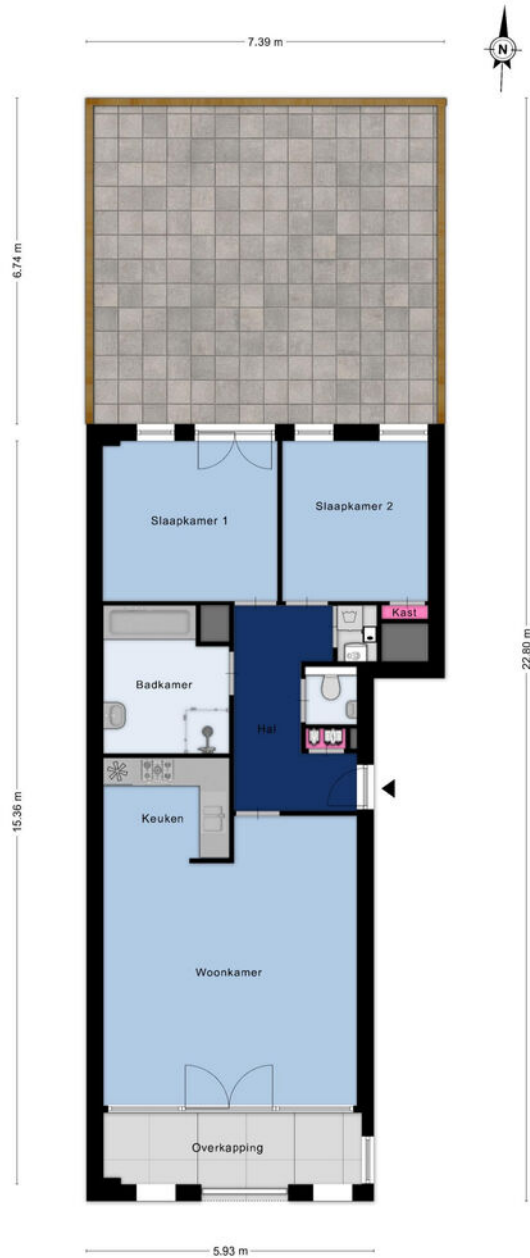 N
7.39 m
6.74 m
Slaapkamer 1
Slaapkamer 2
Kast
22.80 m
Badkamer
Hal
15.36 m
Keuken
Woonkamer
Overkapping
5.93 m